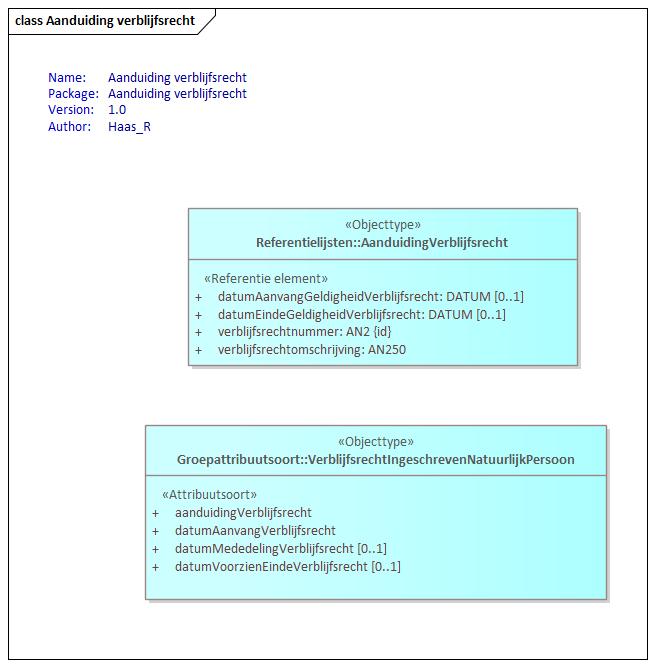 class Aanduiding verblijfsrecht
Name: Aanduiding verblijfsrecht
Package: Aanduiding verblijfsrecht
Version: 1.0
Author: Haas_R
«Objecttype»
Referentielijsten::AanduidingVerblijfsrecht
«Referentie element»
+ datumAanvangGeldigheidVerblijfsrecht: DATUM [0..1]
+ datumEindeGeldigheidVerblijfsrecht: DATUM [0..1]
+ verblijfsrechtnummer: AN2 {id}
+ verblijfsrechtomschrijving: AN250
«Objecttype»
Groepattribuutsoort::VerblijfsrechtIngeschrevenNatuurlijkPersoon
«Attribuutsoort»
+ aanduidingVerblijfsrecht
+ datumAanvangVerblijfsrecht
+ datumMededelingVerblijfsrecht [0..1]
+ datumVoorzienEindeVerblijfsrecht [0..1]